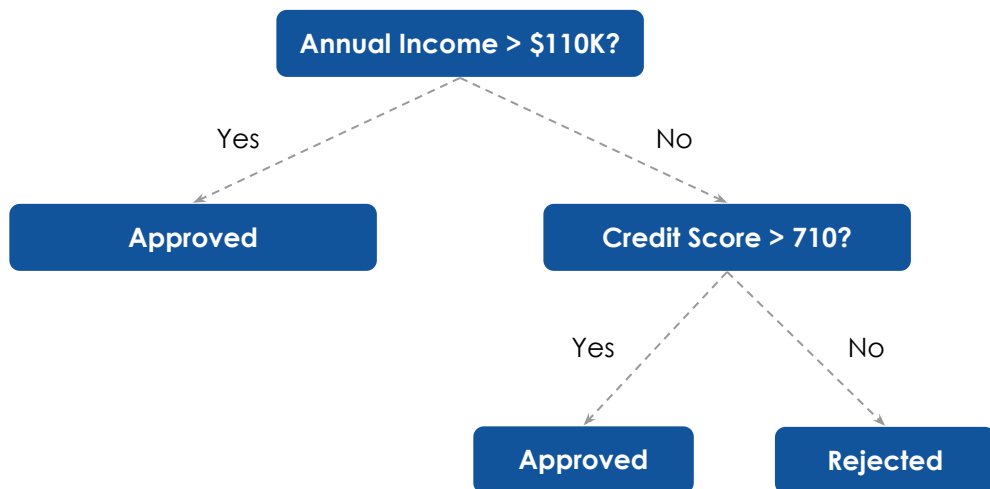 Annual Income > $110K?
Yes
No
Approved
Credit Score > 710?
Yes
No
Approved
Rejected